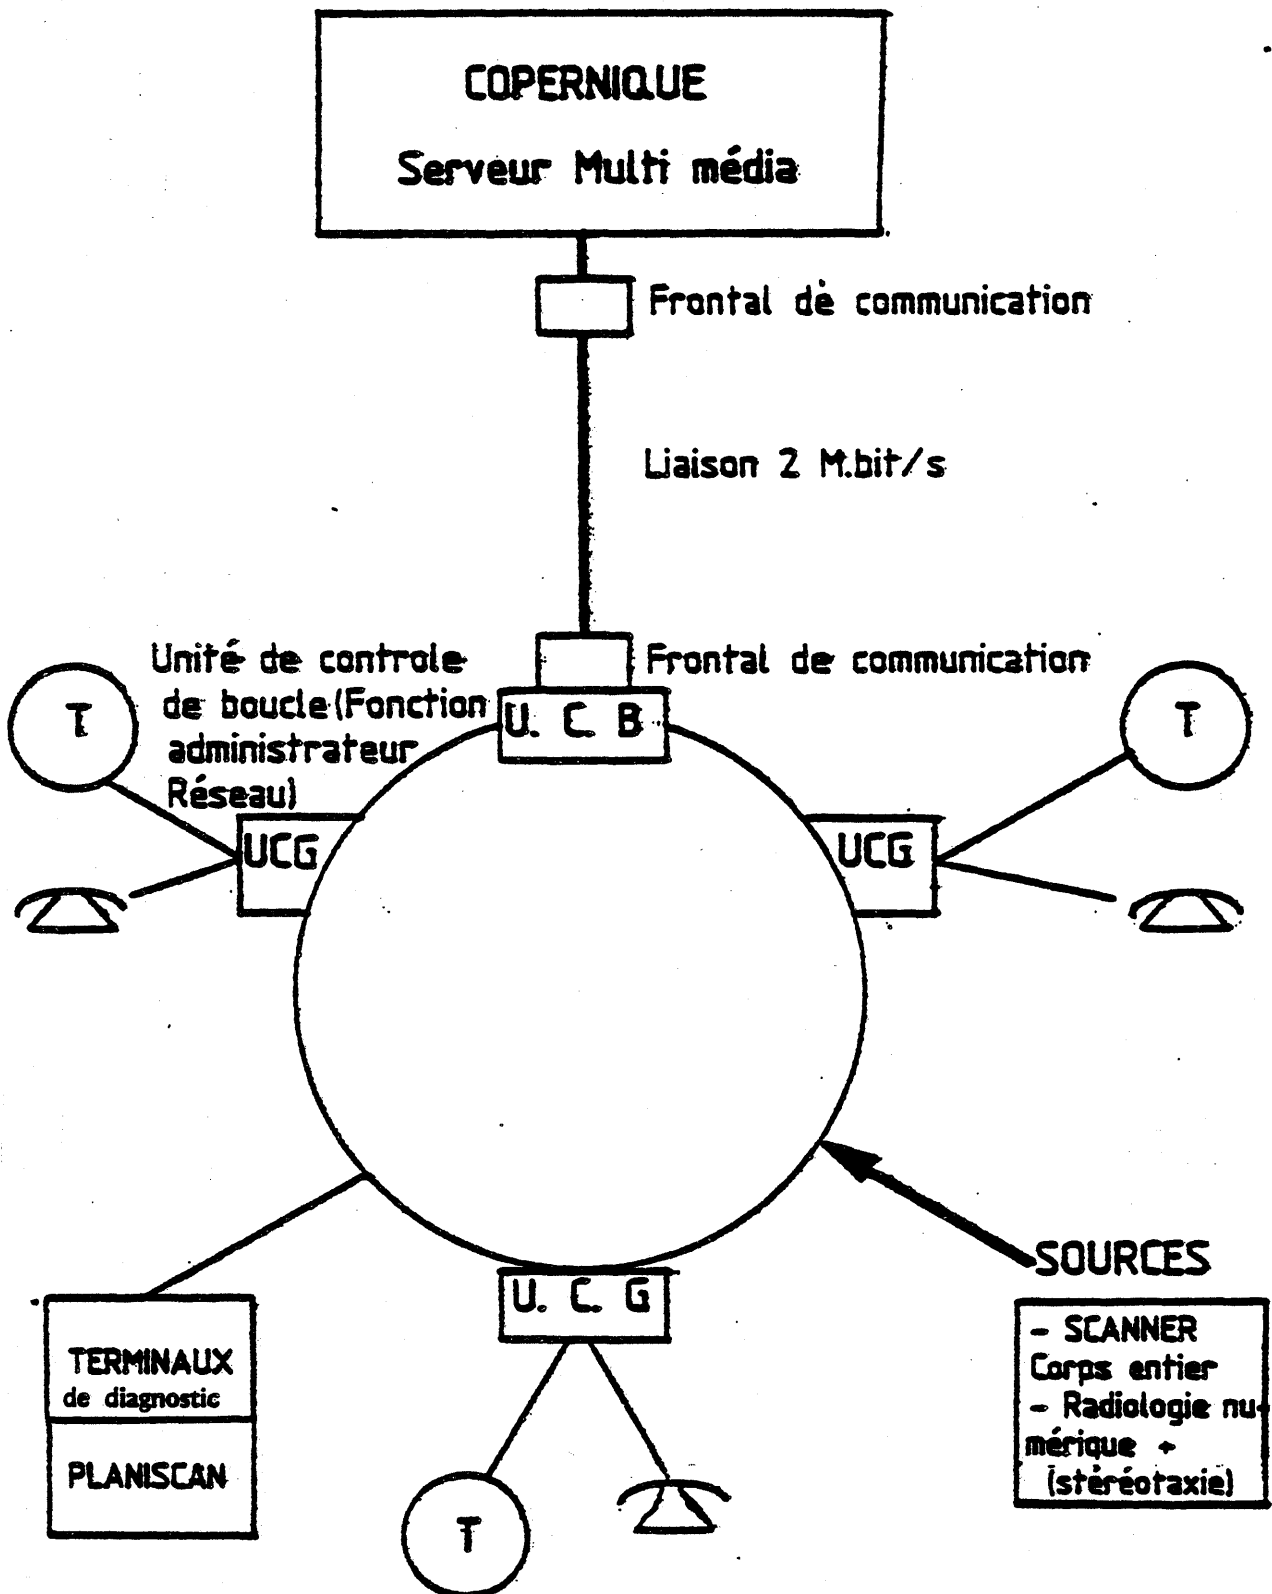 COPERNIQUE
Serveur Multi média
Frontal dè communication
Liaison 2 M.bit/s
Unité de controle
de boucle (Fonction
administrateur
Réseau)
Frontal de communication
U. C B
T
T
UCG
UCG
SOURCES
- SCANNER
Corps entier
- Radiologie nu-
mérique +
(stéréotaxie)
U. C. G
TERMINAUX
de diagnostic
PLANISCAN
T